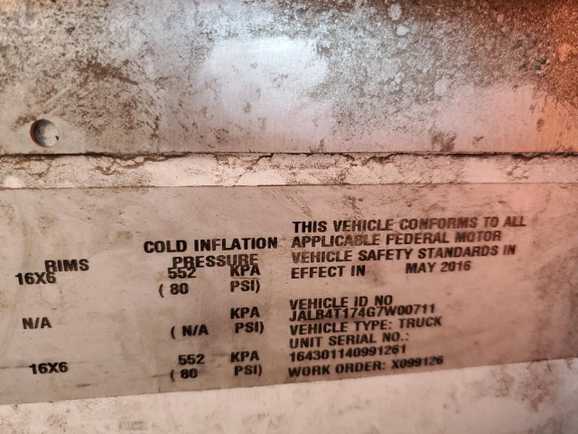 THIS VEHICLE CONFORMS TO ALL
APPLICABLE FEDERAL MOTOR
VEHICLE SAFETY STANDARDS IN
EFFECT IN MAY 2016
RIMS
COLD INFLATION
PRESSURE
16X6 552 KPA
( 80 PSI)
N/A KPA
( N/A PSI)
16X6 552 KPA
( 80 PSI)
VEHICLE ID NO
JALB4T174G7W00711
VEHICLE TYPE: TRUCK
UNIT SERIAL NO.:
164301140991261
WORK ORDER: X099126